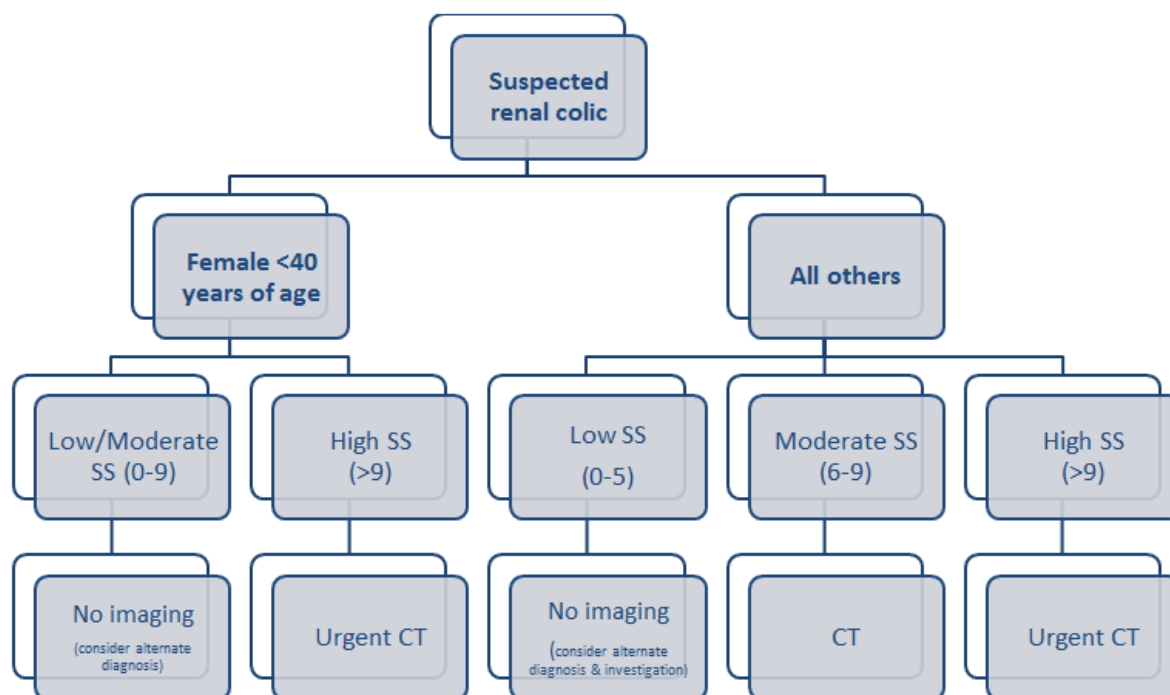 Suspected
renal colic
Female <40
years of age
All others
Low/Moderate
SS (0-9)
High SS
(>9)
Low SS
(0-5)
Moderate SS
(6-9)
High SS
(>9)
No imaging
(consider alternate
diagnosis)
Urgent CT
No imaging
(consider alternate
diagnosis & investigation)
CT
Urgent CT